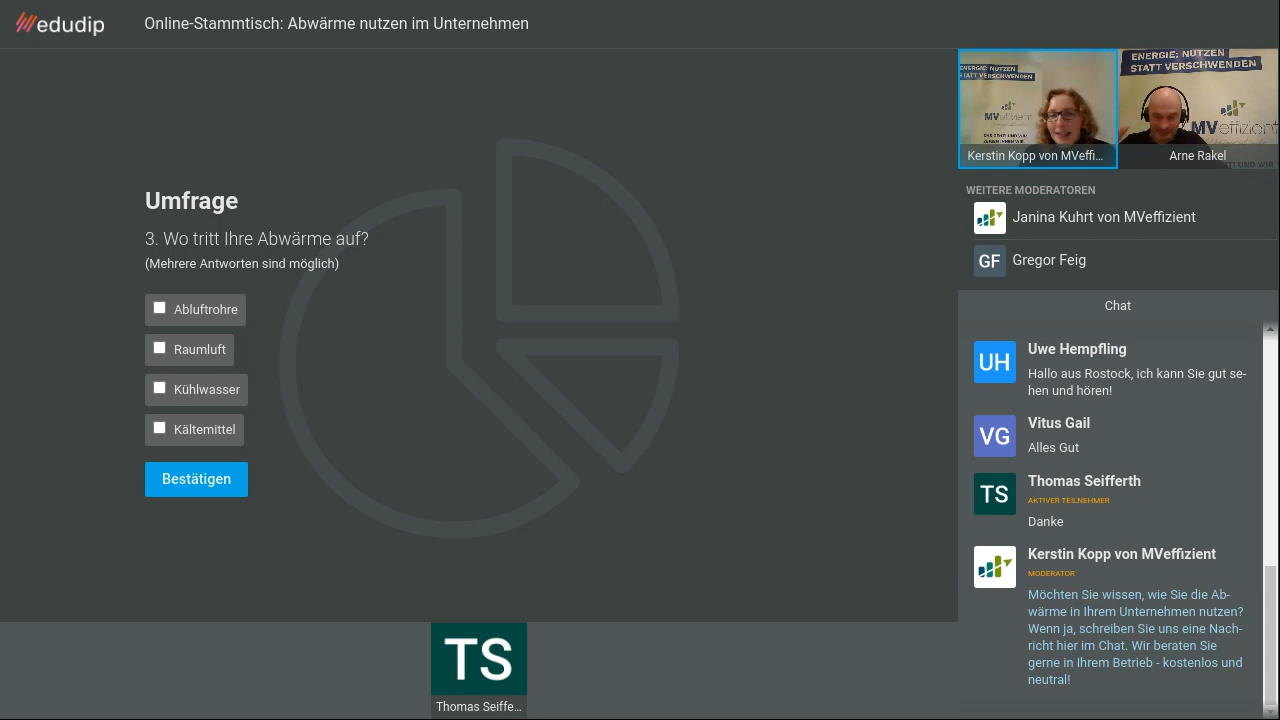 edudip
Online-Stammtisch: Abwärme nutzen im Unternehmen
Umfrage
3. Wo tritt Ihre Abwärme auf?
(Mehrere Antworten sind möglich)
Abluftrohre
Raumluft
Kühlwasser
Kältemittel
Bestätigen
TS
Thomas Seiffe...
ENERGIE: NUTZEN
STATT VERSCHWENDEN
MVeffizient
Kerstin Kopp von MVeffi...
ENERGIE: NUTZEN
STATT VERSCHWENDEN
MVeffizient
Arne Rakel
WEITERE MODERATOREN
Janina Kuhrt von MVeffizient
GF
Gregor Feig
Chat
UH
Uwe Hempfling
Hallo aus Rostock, ich kann Sie gut se-
hen und hören!
VG
Vitus Gail
Alles Gut
TS
Thomas Seifferth
AKTIVER TEILNEHMER
Danke
Kerstin Kopp von MVeffizient
MODERATOR
Möchten Sie wissen, wie Sie die Ab-
wärme in Ihrem Unternehmen nutzen?
Wenn ja, schreiben Sie uns eine Nach-
richt hier im Chat. Wir beraten Sie
gerne in Ihrem Betrieb - kostenlos und
neutral!